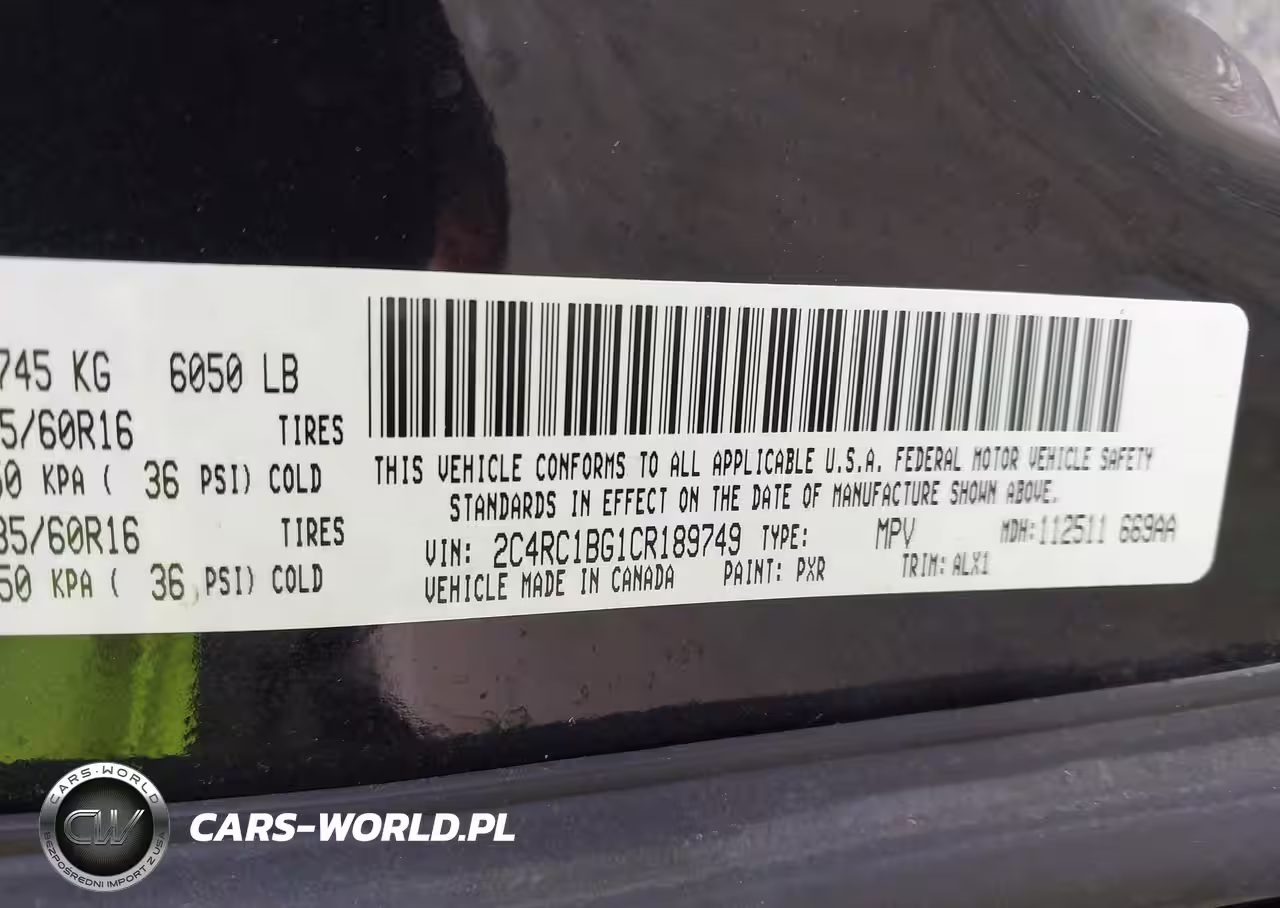 745 KG 6050 LB
5/60R16 TIRES
50 KPA ( 36 PSI) COLD
35/60R16 TIRES
50 KPA ( 36 PSI) COLD
THIS VEHICLE CONFORMS TO ALL APPLICABLE U.S.A. FEDERAL MOTOR VEHICLE SAFETY
STANDARDS IN EFFECT ON THE DATE OF MANUFACTURE SHOWN ABOVE.
VIN: 2C4RC1BG1CR189749 TYPE: MPV MDH:112511 669AA
VEHICLE MADE IN CANADA PAINT: PXR TRIM: ALX1
CARS-WORLD
CW
BEZPOŚREDNI IMPORT Z USA
CARS-WORLD.PL